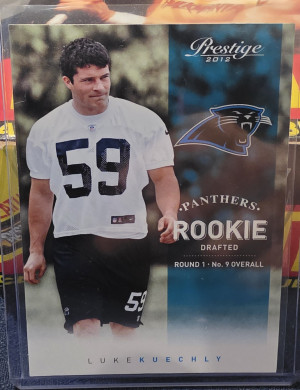 Prestige
2012
59
PANTHERS
ROOKIE
DRAFTED
ROUND 1 • No. 9 OVERALL
59
LUKE KUECHLY